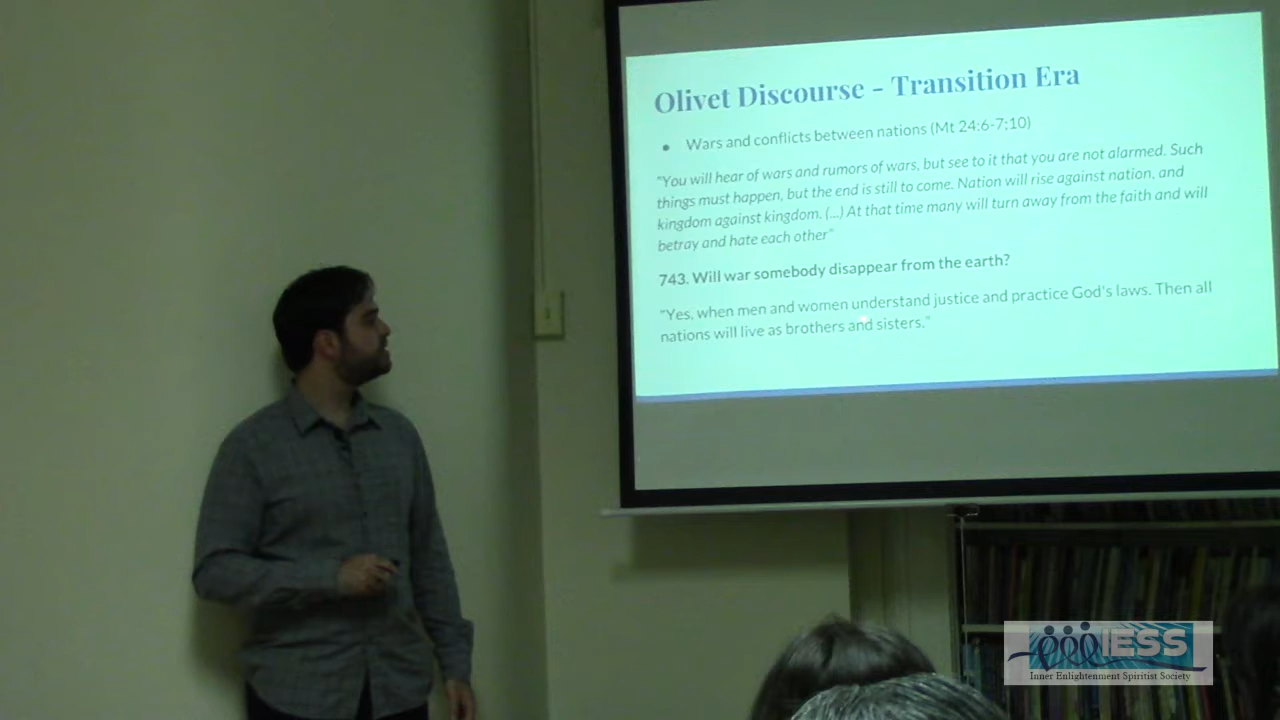 Olivet Discourse - Transition Era
● Wars and conflicts between nations (Mt 24:6-7;10)
"You will hear of wars and rumors of wars, but see to it that you are not alarmed. Such
things must happen, but the end is still to come. Nation will rise against nation, and
kingdom against kingdom. (...) At that time many will turn away from the faith and will
betray and hate each other"
743. Will war somebody disappear from the earth?
"Yes, when men and women understand justice and practice God's laws. Then all
nations will live as brothers and sisters."
IESS
Inner Enlightenment Spiritist Society